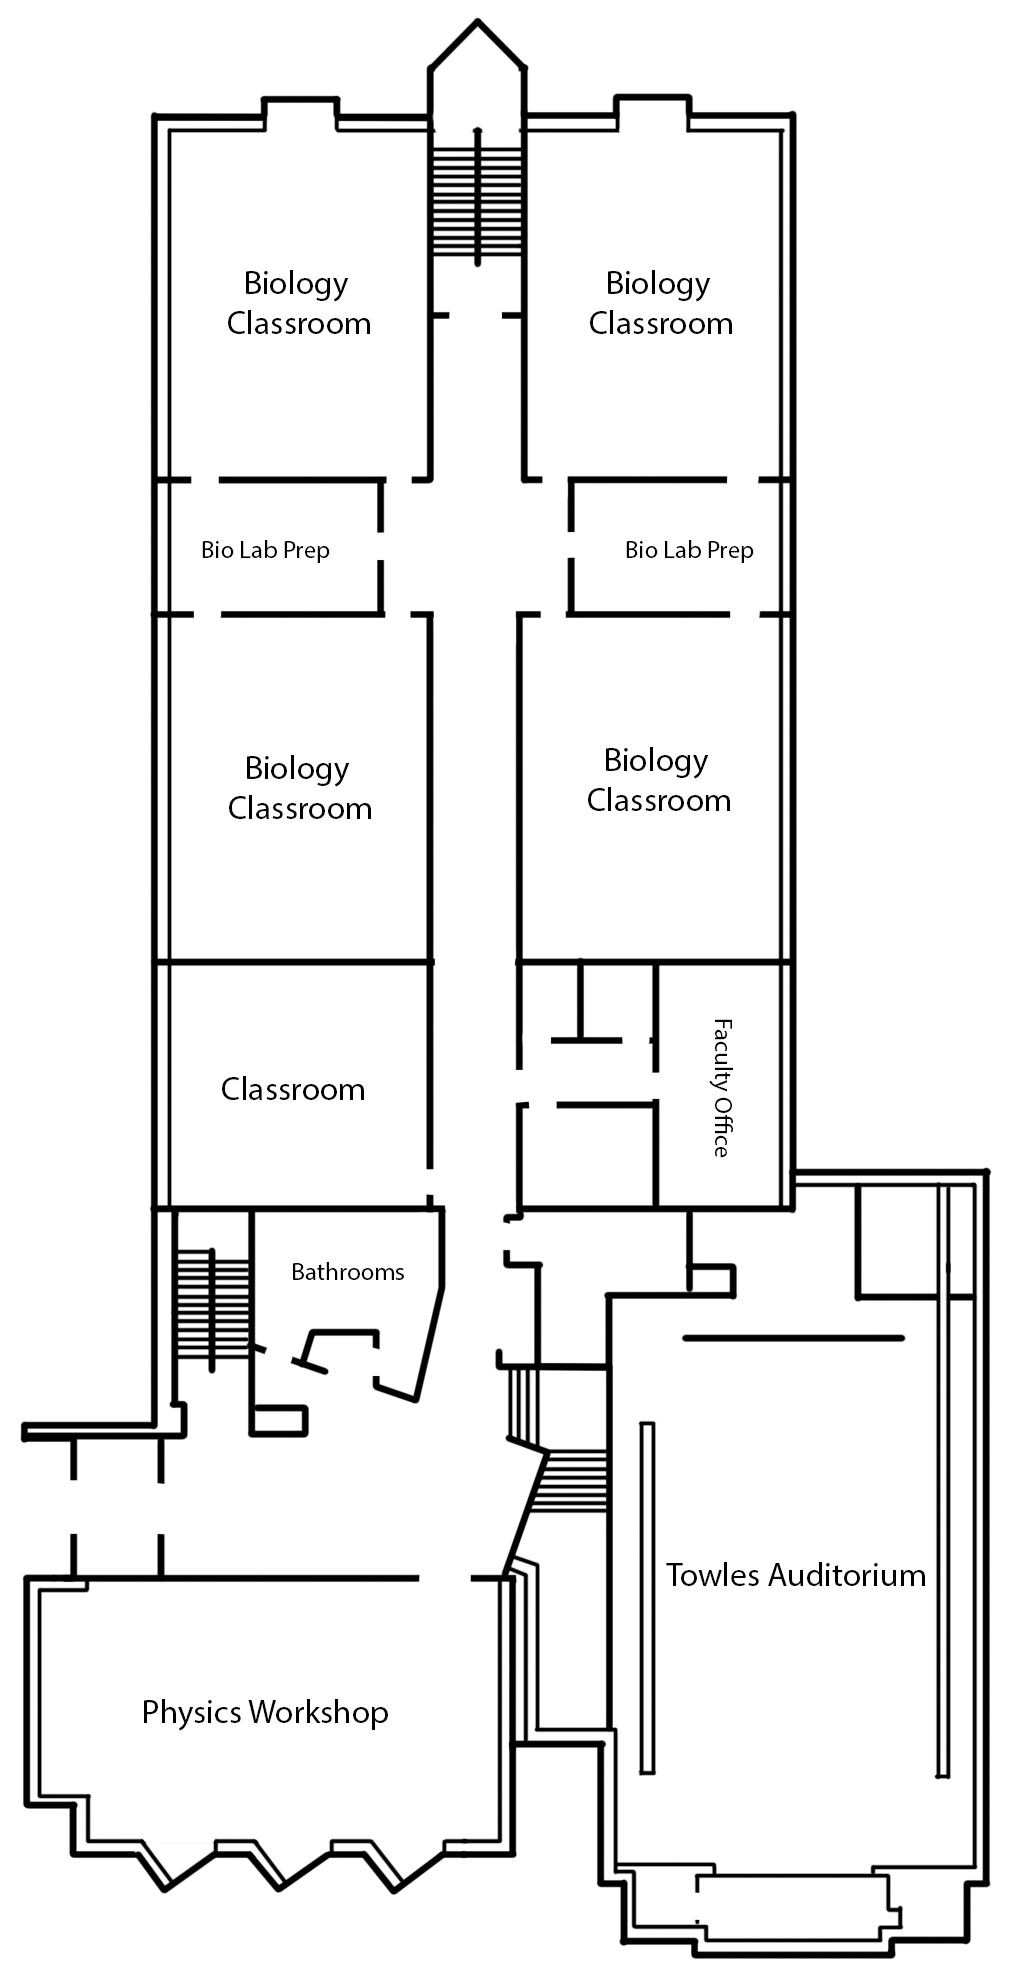 Biology
Classroom
Biology
Classroom
Bio Lab Prep
Bio Lab Prep
Biology
Classroom
Biology
Classroom
Classroom
Faculty Office
Bathrooms
Towles Auditorium
Physics Workshop